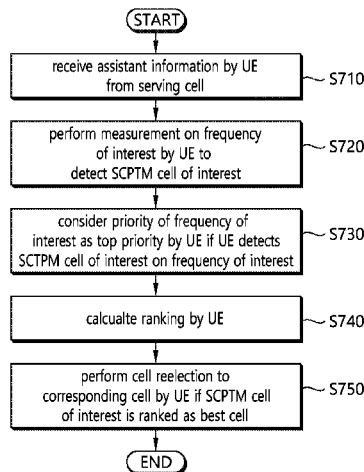 START
receive assistant information by UE
from serving cell
S710
perform measurement on frequency
of interest by UE to
detect SCPTM cell of interest
S720
consider priority of frequency of
interest as top priority by UE if UE detects
SCTPM cell of interest on frequency of interest
S730
calcualte ranking by UE
S740
perform cell reelection to
corresponding cell by UE if SCPTM cell
of interest is ranked as best cell
S750
END